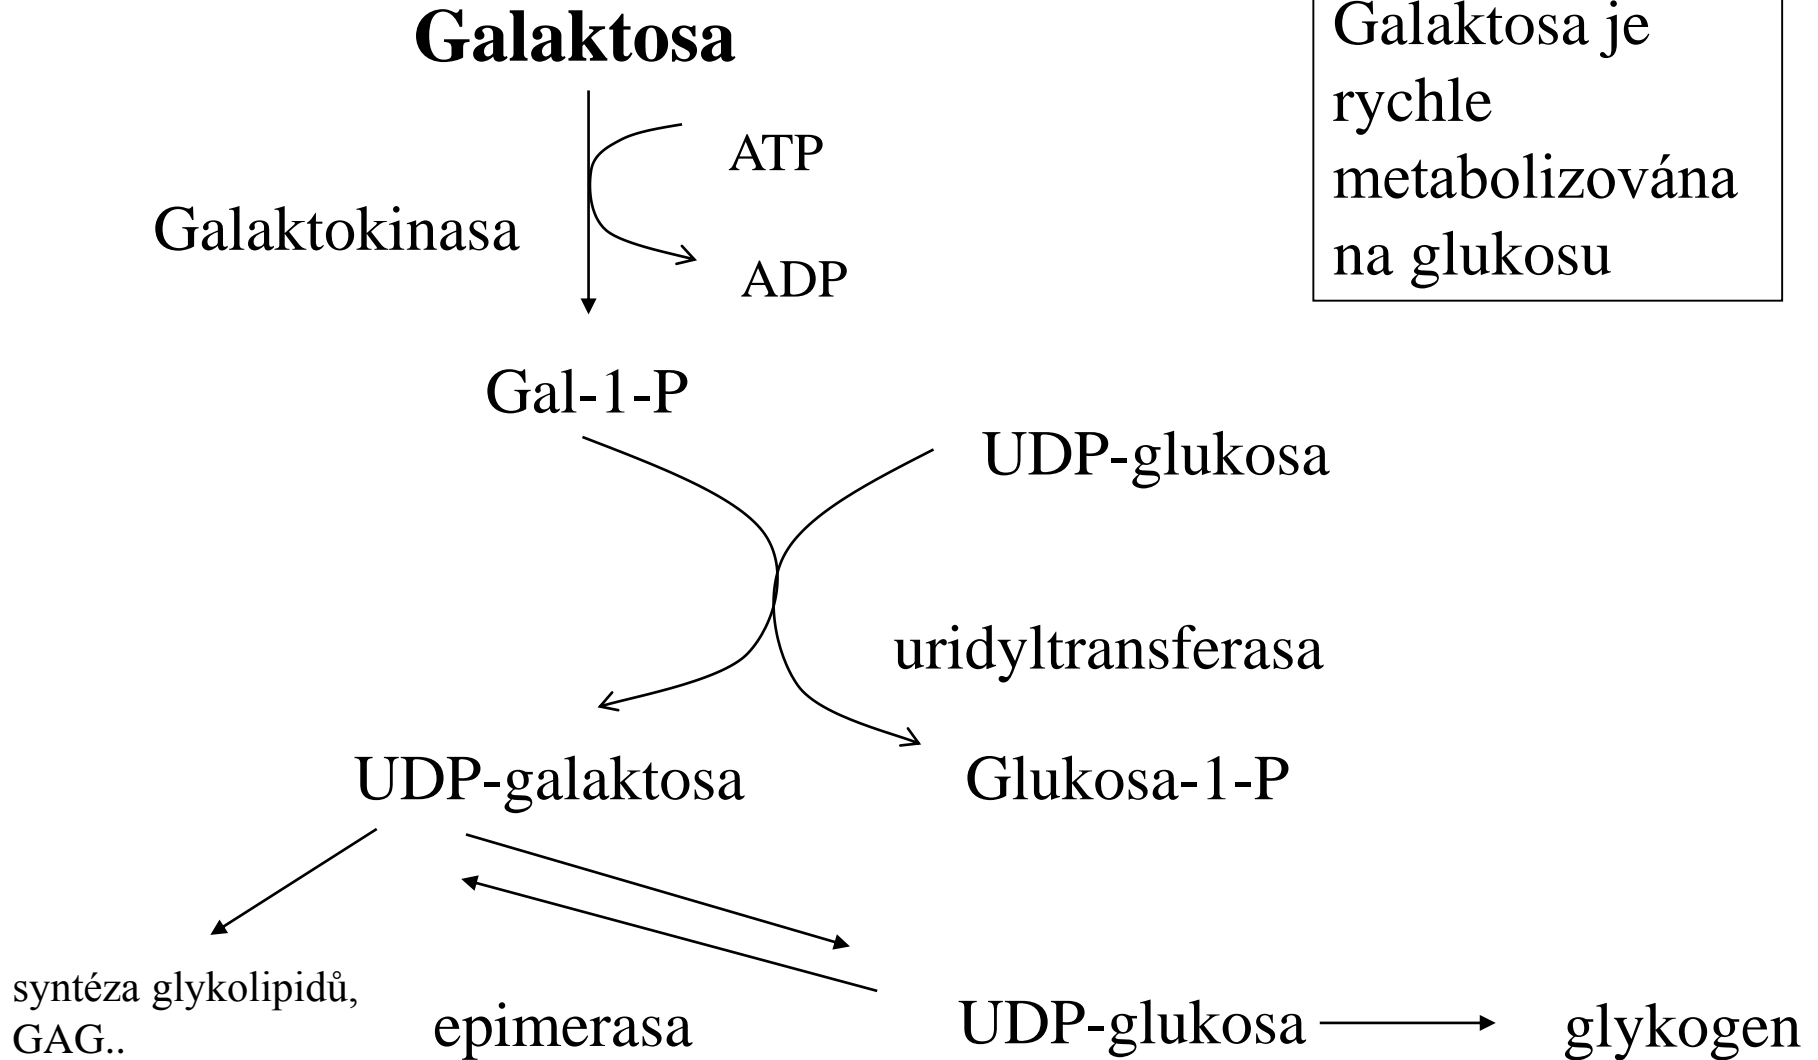 Galaktosa
Galaktosa je
rychle
metabolizována
na glukosu
ATP
Galaktokinasa
ADP
Gal-1-P
UDP-glukosa
uridyltransferasa
UDP-galaktosa
Glukosa-1-P
syntéza glykolipidů,
GAG..
epimerasa
UDP-glukosa
glykogen